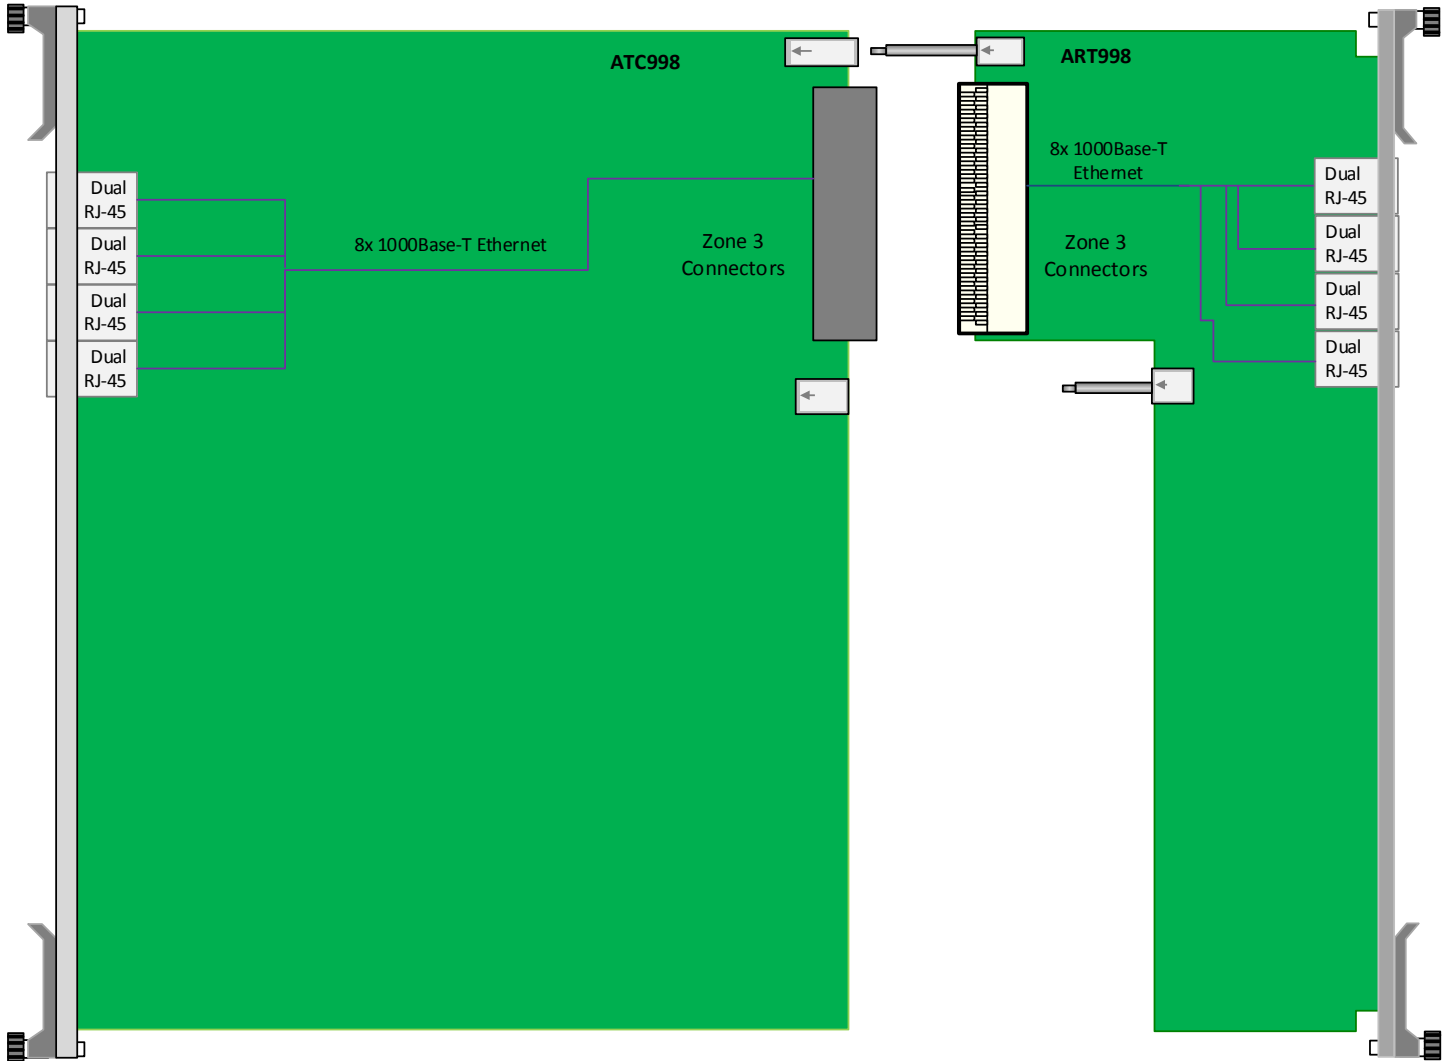 ATC998
ART998
8x 1000Base-T
Ethernet
Dual
RJ-45
Dual
RJ-45
Dual
RJ-45
Dual
RJ-45
8x 1000Base-T Ethernet
Zone 3
Connectors
Zone 3
Connectors
Dual
RJ-45
Dual
RJ-45
Dual
RJ-45
Dual
RJ-45